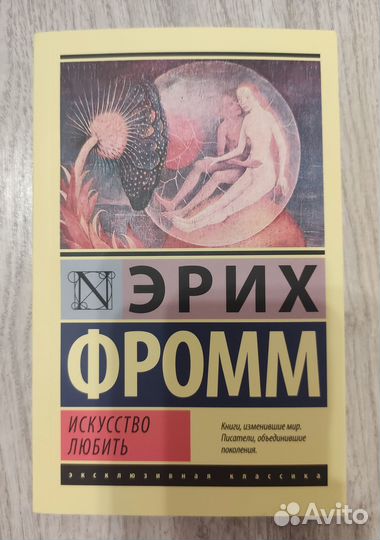 N ЭРИХ
ФРОММ
ИСКУССТВО
ЛЮБИТЬ
Книги, изменившие мир.
Писатели, объединившие
поколения.
эксклюзивная классика
Avito